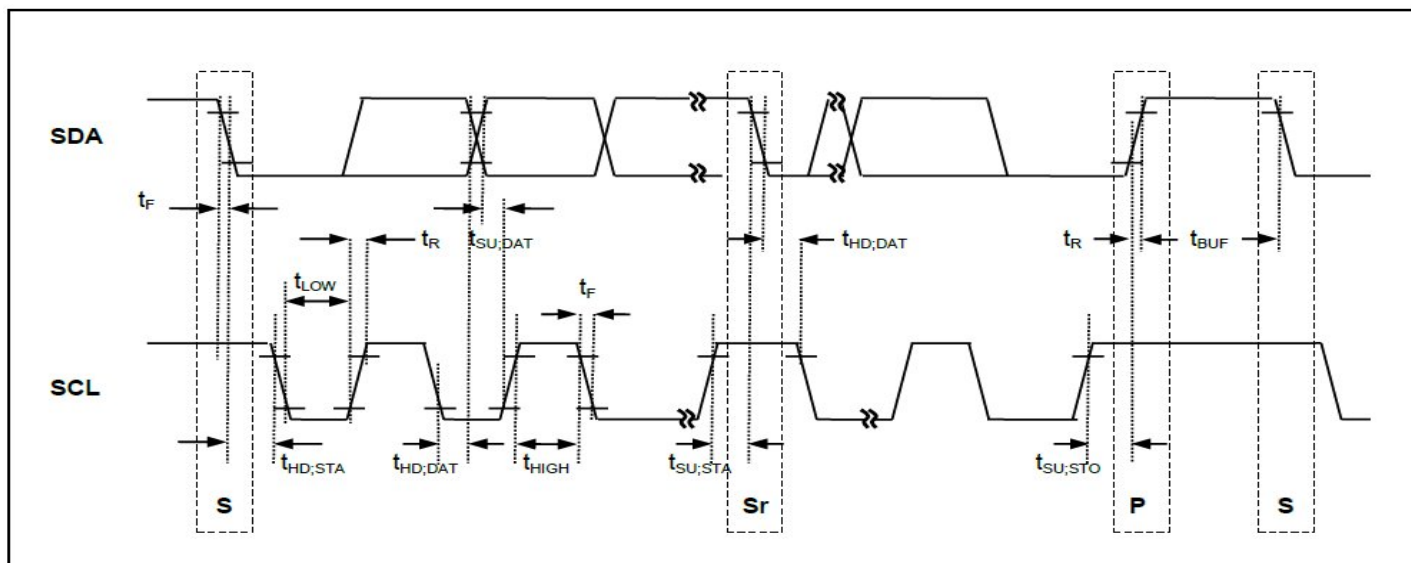 SDA
tF
tR
tSU;DAT
tHD;DAT
tR
tBUF
tLOW
tF
SCL
tHD;STA
tHD;DAT
tHIGH
tSU;STA
tSU;STO
S
Sr
P
S